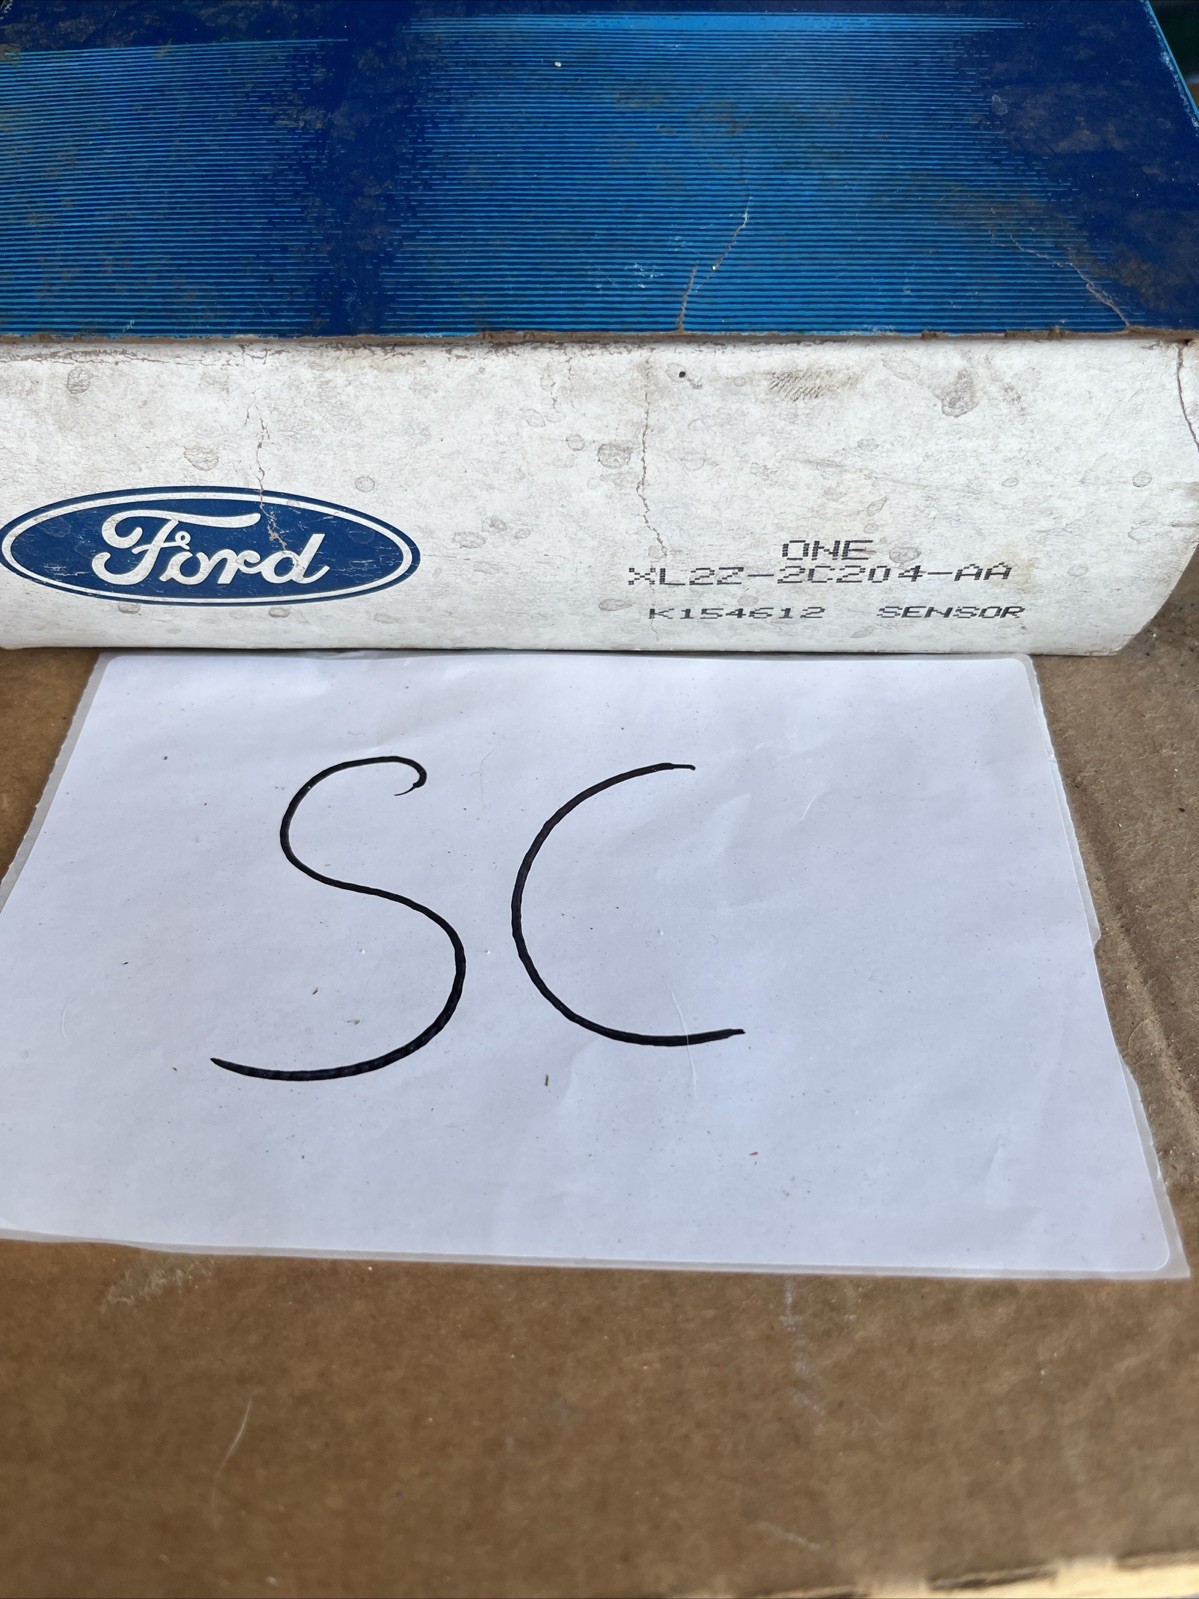 Ford
ONE
XL2Z-2C204-AA
K154612 SENSOR
SC